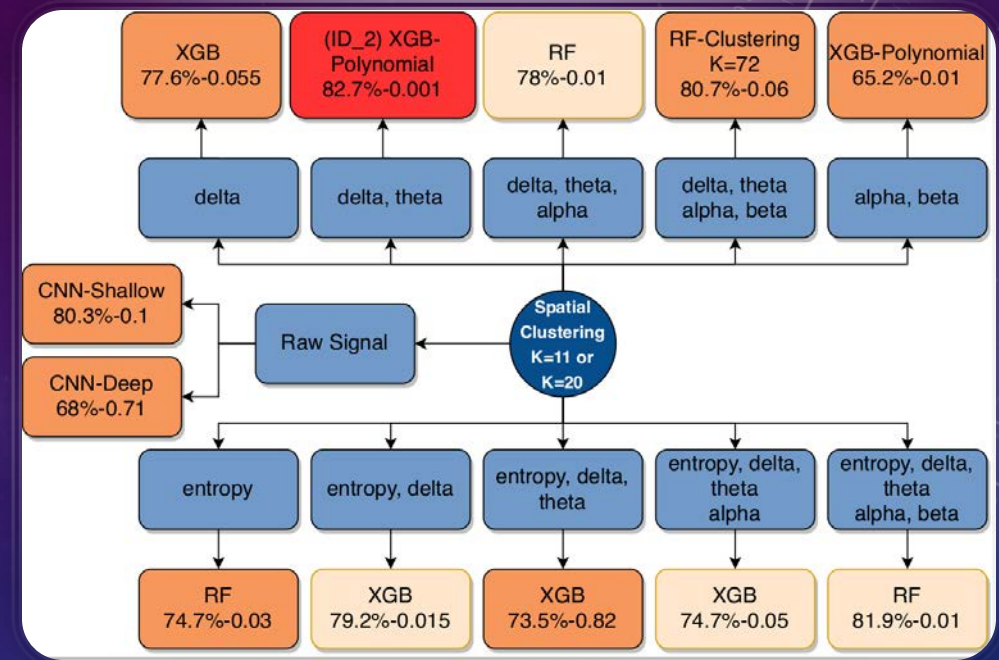 XGB
77.6%-0.055
(ID_2) XGB-
Polynomial
82.7%-0.001
RF
78%-0.01
RF-Clustering
K=72
80.7%-0.06
XGB-Polynomial
65.2%-0.01
delta
delta, theta
delta, theta,
alpha
delta, theta
alpha, beta
alpha, beta
CNN-Shallow
80.3%-0.1
CNN-Deep
68%-0.71
Raw Signal
Spatial
Clustering
K=11 or
K=20
entropy
entropy, delta
entropy, delta,
theta
entropy, delta,
theta
alpha
entropy, delta,
theta
alpha, beta
RF
74.7%-0.03
XGB
79.2%-0.015
XGB
73.5%-0.82
XGB
74.7%-0.05
RF
81.9%-0.01